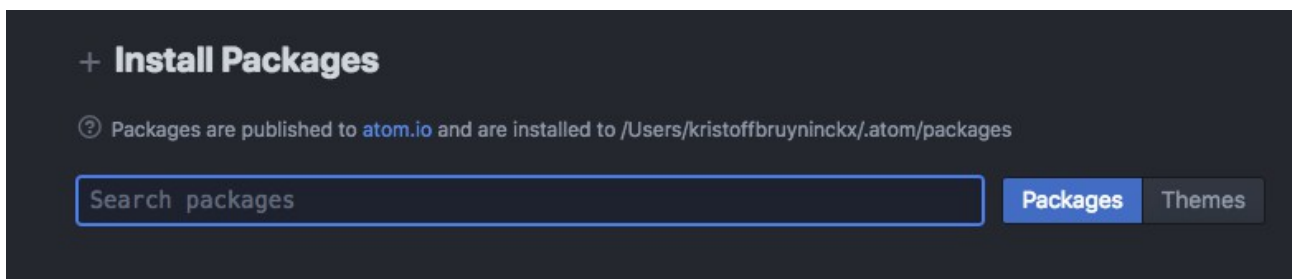 + Install Packages
? Packages are published to atom.io and are installed to /Users/kristoffbruyninckx/.atom/packages
Search packages Packages Themes